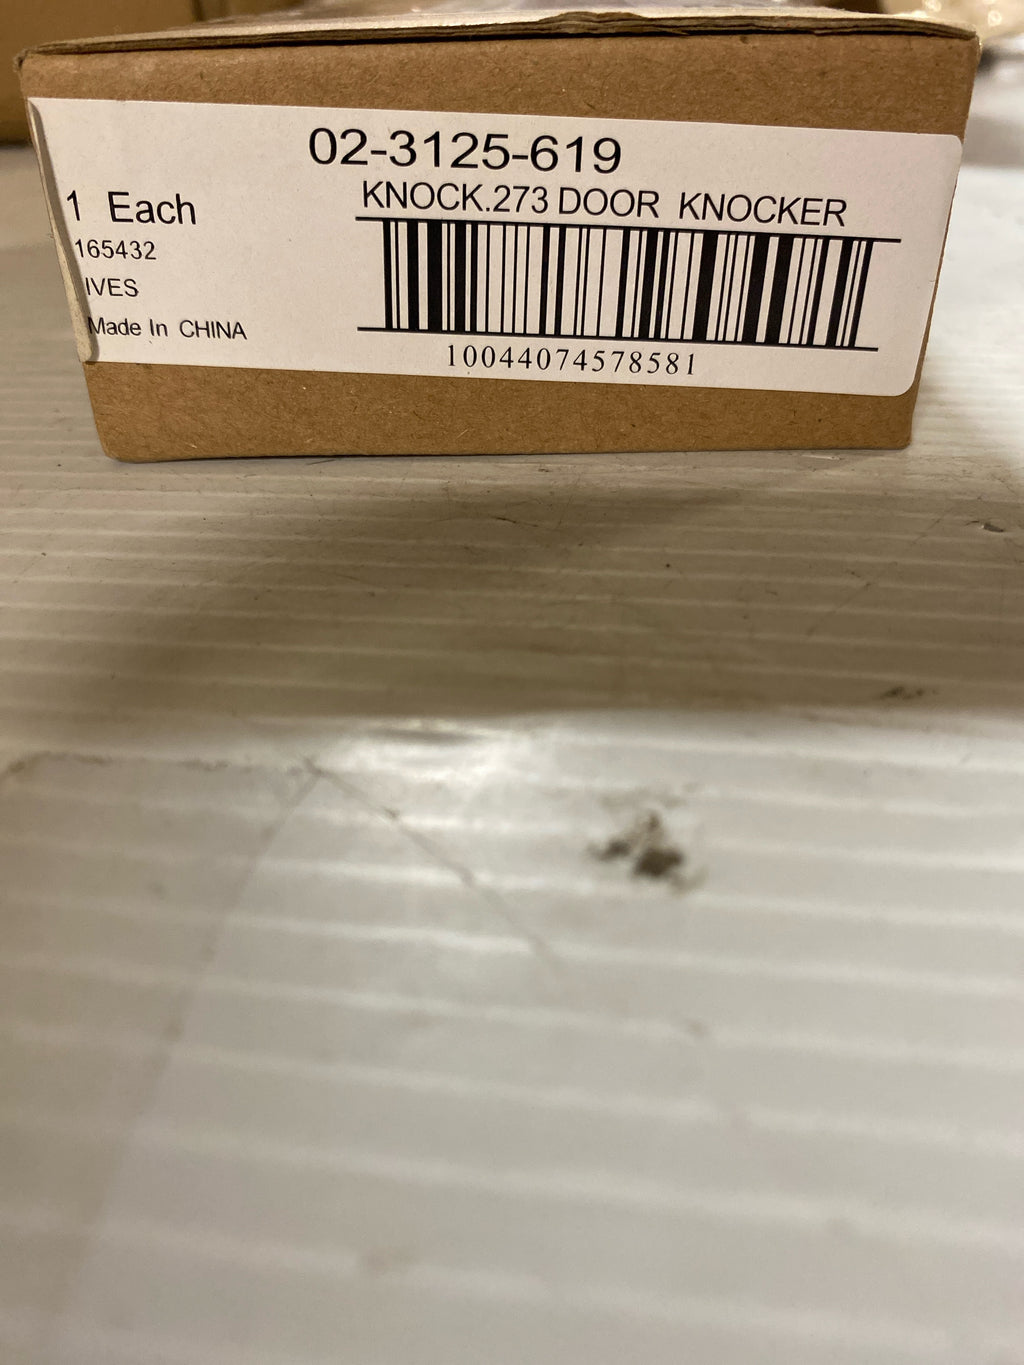 02-3125-619
KNOCK.273 DOOR KNOCKER
1 Each
165432
IVES
Made In CHINA
10044074578581